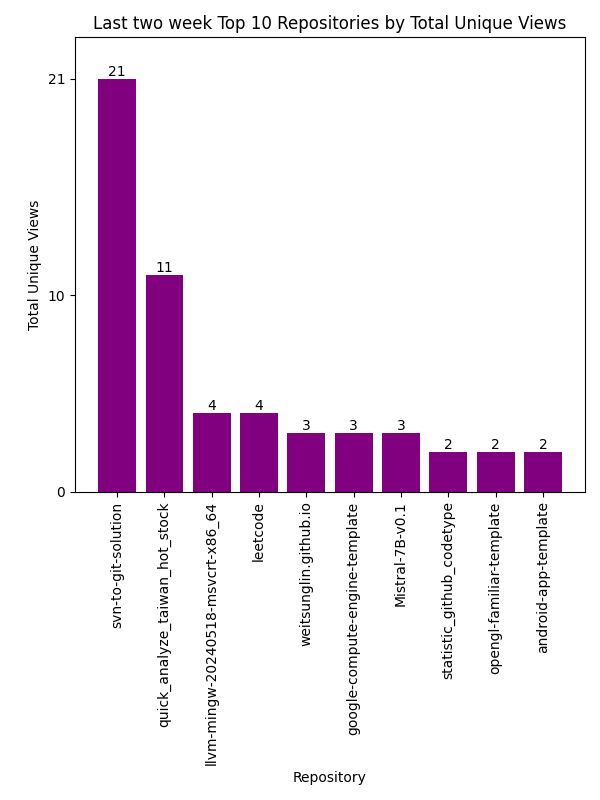 Last two week Top 10 Repositories by Total Unique Views
Total Unique Views
21
10
0
21
11
4
4
3
3
3
2
2
2
svn-to-git-solution
quick_analyze_taiwan_hot_stock
llvm-mingw-20240518-msvcrt-x86_64
leetcode
weitsunglin.github.io
google-compute-engine-template
Mistral-7B-v0.1
statistic_github_codetype
opengl-familiar-template
android-app-template
Repository